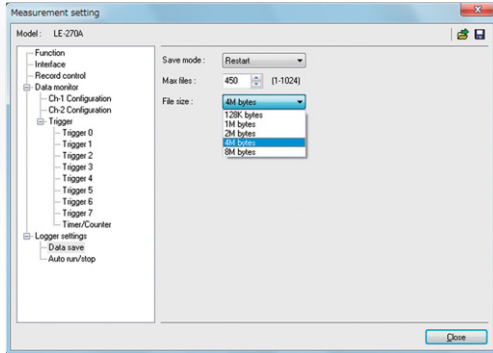 Measurement setting
Model : LE-270A
Function
Interface
Record control
Data monitor
Ch-1 Configuration
Ch-2 Configuration
Trigger
Trigger 0
Trigger 1
Trigger 2
Trigger 3
Trigger 4
Trigger 5
Trigger 6
Trigger 7
Timer/Counter
Logger settings
Data save
Auto run/stop
Save mode : Restart
Max files : 450 (1-1024)
File size : 4M bytes
128K bytes
1M bytes
2M bytes
4M bytes
8M bytes
Close